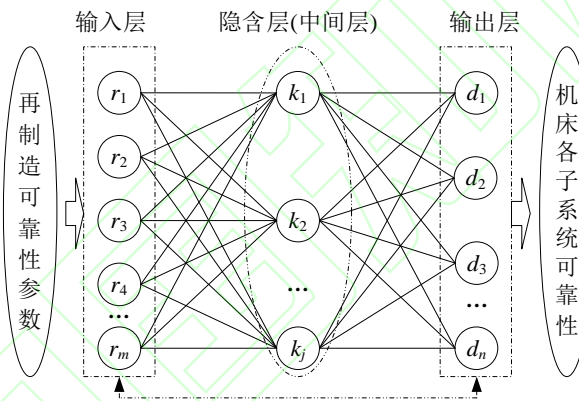 输入层
隐含层(中间层)
输出层
再制造可靠性参数
r1
r2
r3
r4
...
rm
k1
k2
...
kj
d1
d2
d3
...
dn
机床各子系统可靠性